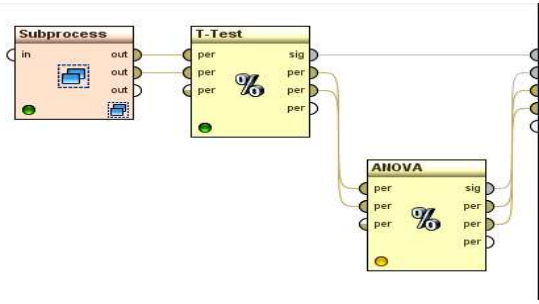 Subprocess
in
out
out
out
T-Test
per
per
per
sig
per
per
per
%
ANOVA
per
per
per
sig
per
per
per
%